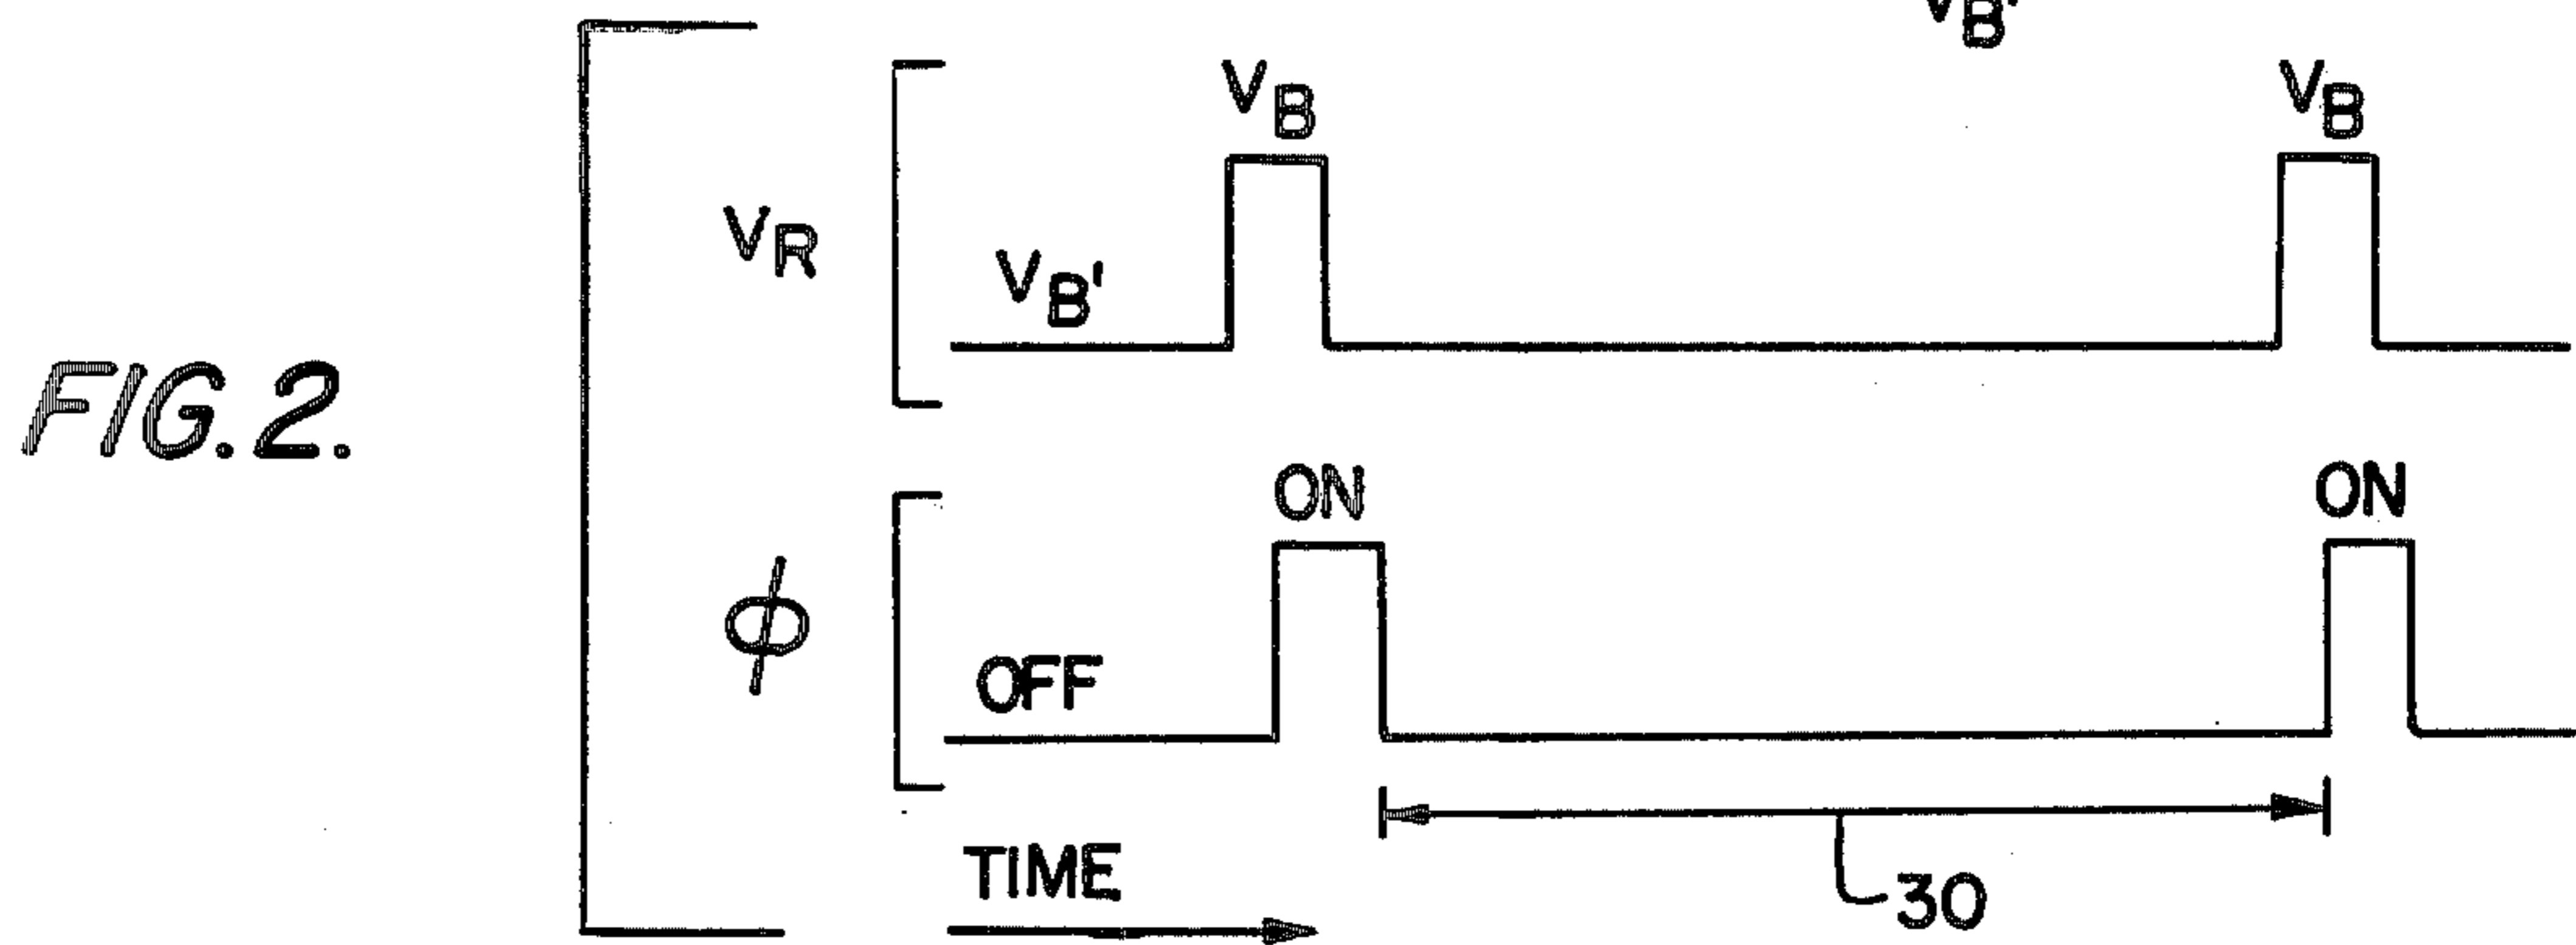 V_B'
V_B V_B
V_R
V_B'
FIG.2.
ON ON
ϕ
OFF
TIME
30